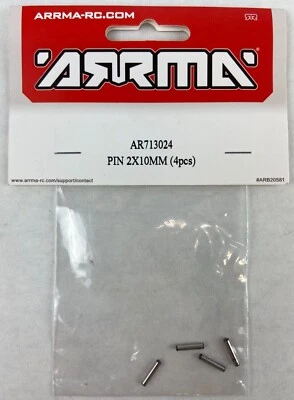 ARRMA-RC.COM
ARRMA
AR713024
PIN 2X10MM (4pcs)
www.arrma-rc.com/support/contact
#ARB20581